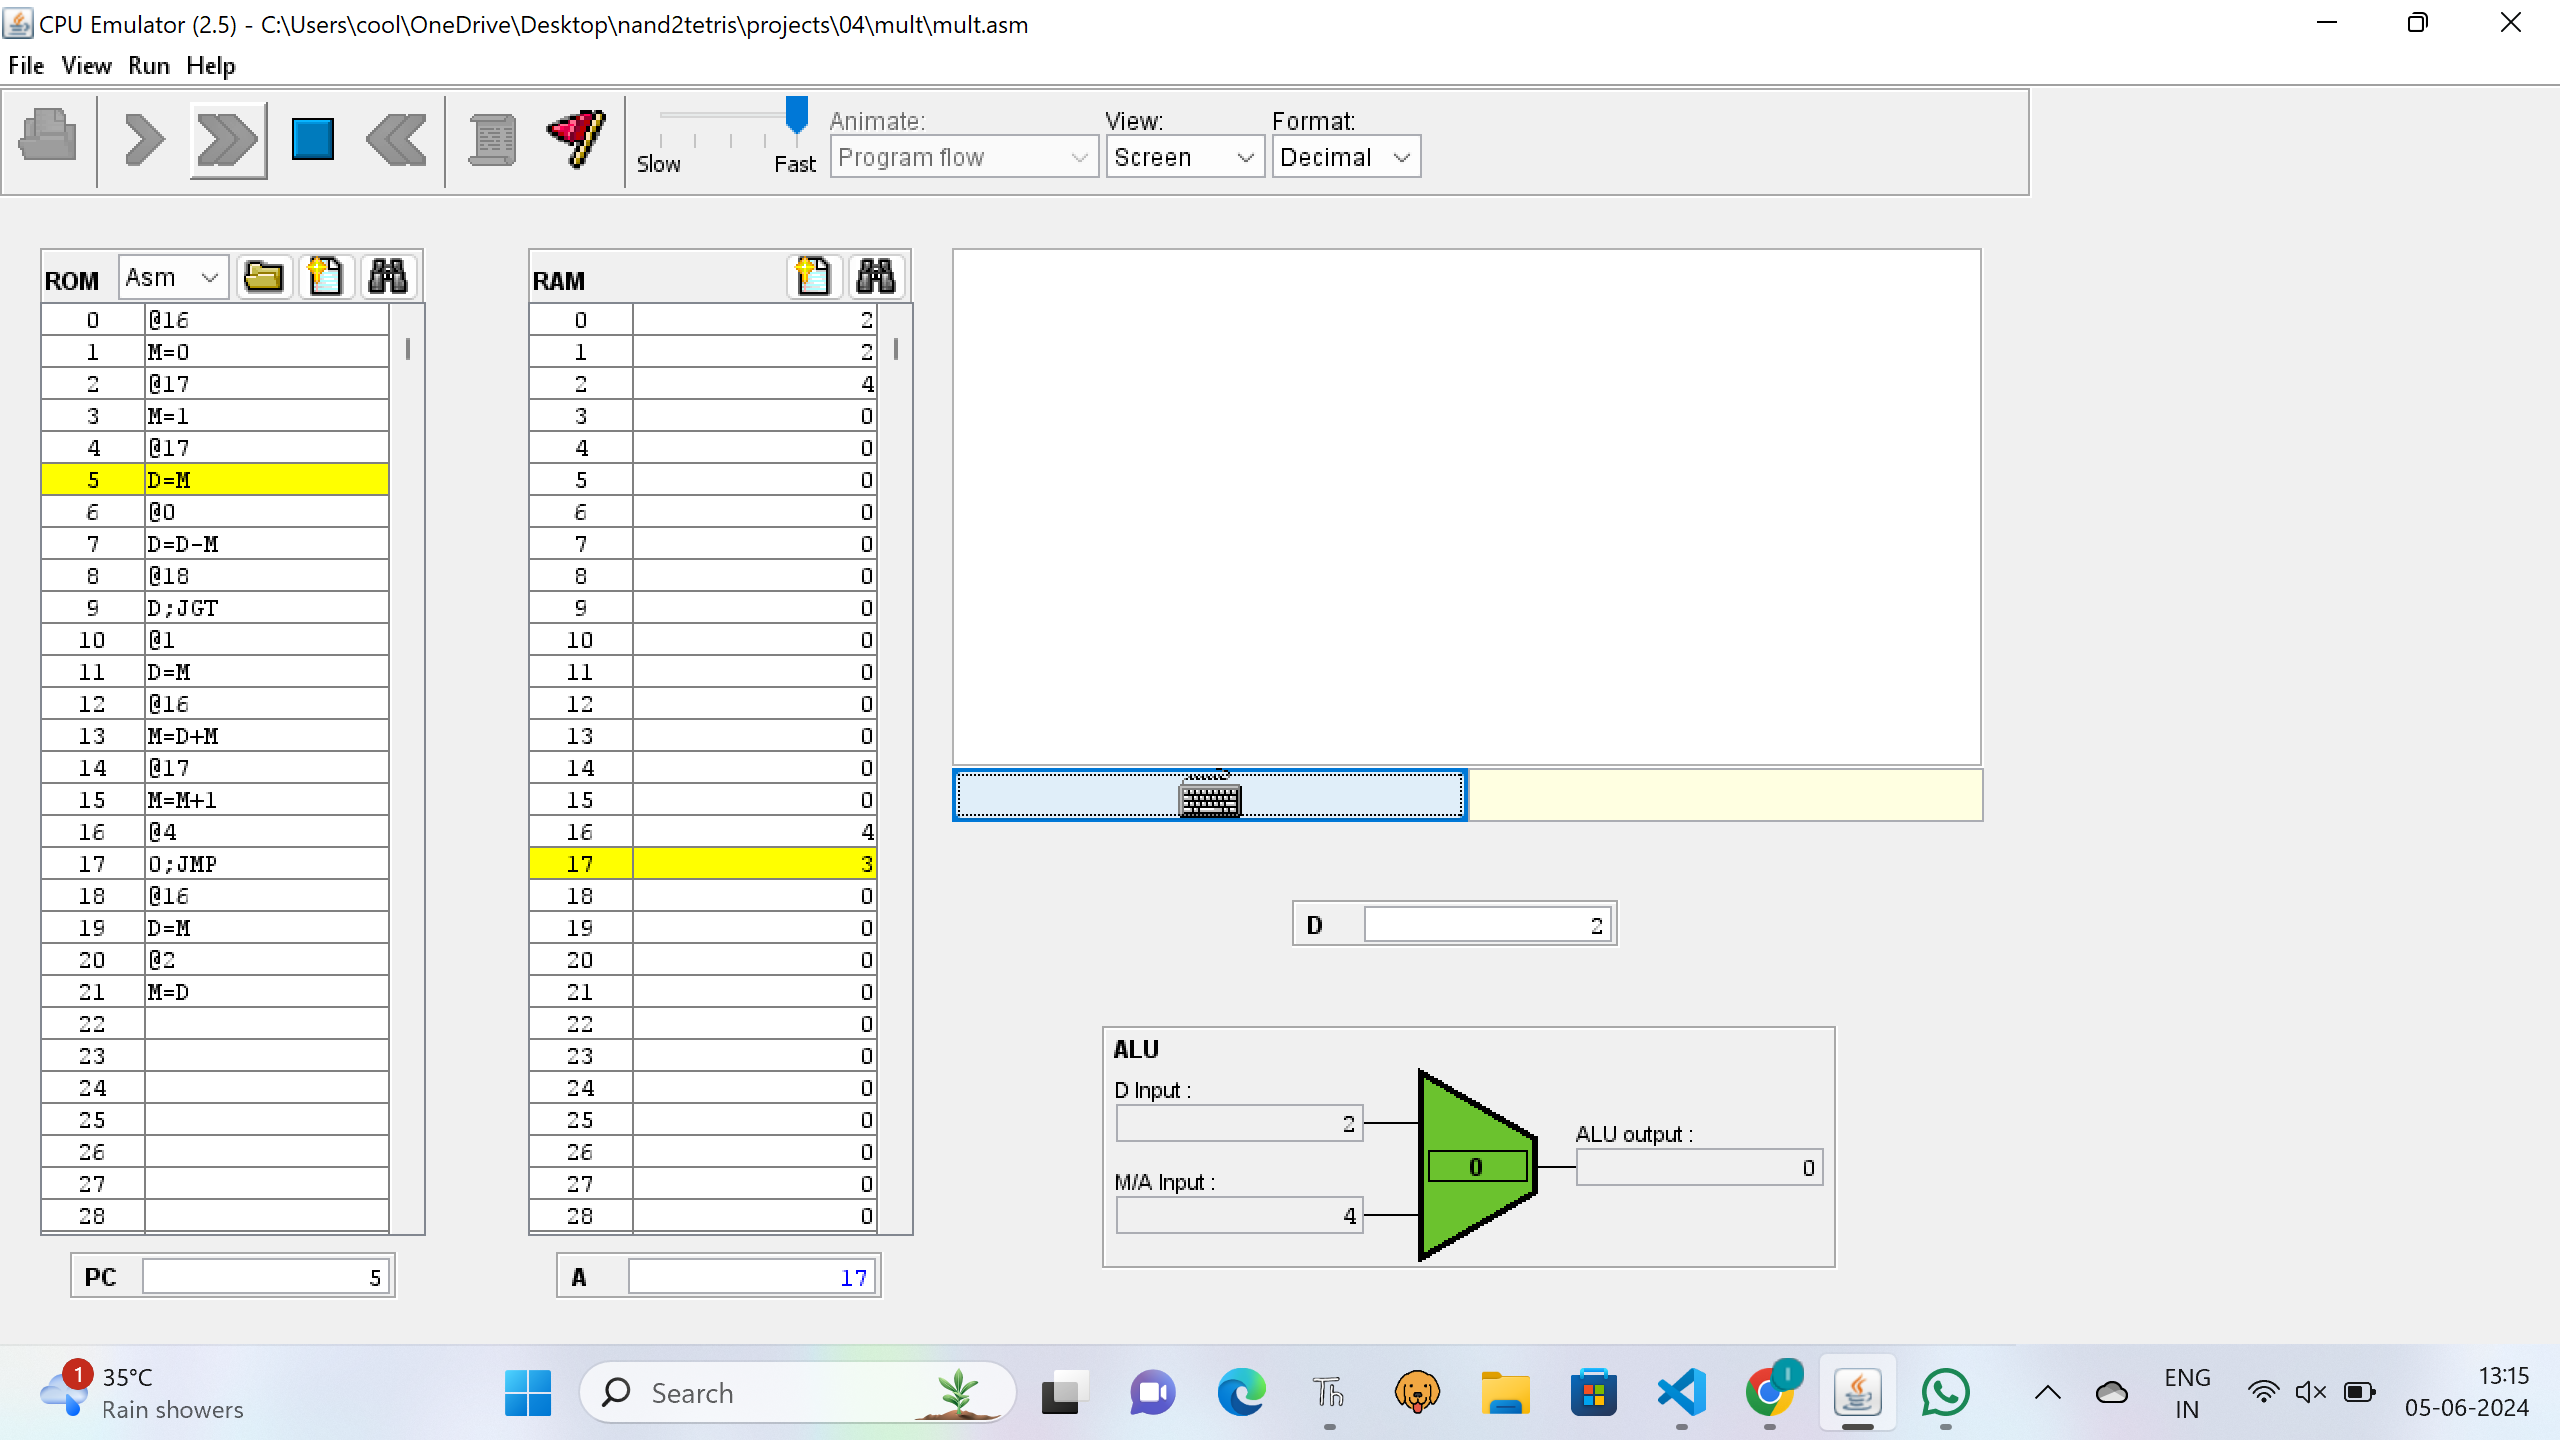 CPU Emulator (2.5) - C:\Users\cool\OneDrive\Desktop\nand2tetris\projects\04\mult\mult.asm
File View Run Help
Slow Fast
Animate:
Program flow
View:
Screen
Format:
Decimal
ROM Asm
0 @16
1 M=0
2 @17
3 M=1
4 @17
5 D=M
6 @0
7 D=D-M
8 @18
9 D;JGT
10 @1
11 D=M
12 @16
13 M=D+M
14 @17
15 M=M+1
16 @4
17 0;JMP
18 @16
19 D=M
20 @2
21 M=D
22
23
24
25
26
27
28
PC 5
RAM
0 2
1 2
2 4
3 0
4 0
5 0
6 0
7 0
8 0
9 0
10 0
11 0
12 0
13 0
14 0
15 0
16 4
17 3
18 0
19 0
20 0
21 0
22 0
23 0
24 0
25 0
26 0
27 0
28 0
A 17
D 2
ALU
D Input :
2
M/A Input :
4
0
ALU output :
0
1
35°C
Rain showers
Search
Th
ENG
IN
13:15
05-06-2024